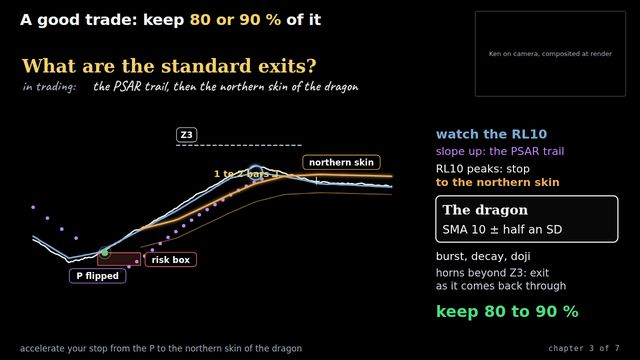 A good trade: keep 80 or 90 % of it
Ken on camera, composited at render
What are the standard exits?
in trading: the PSAR trail, then the northern skin of the dragon
Z3
northern skin
1 to 2 bars
risk box
P flipped
watch the RL10
slope up: the PSAR trail
RL10 peaks: stop
to the northern skin
The dragon
SMA 10 ± half an SD
burst, decay, doji
horns beyond Z3: exit
as it comes back through
keep 80 to 90 %
accelerate your stop from the P to the northern skin of the dragon
chapter 3 of 7